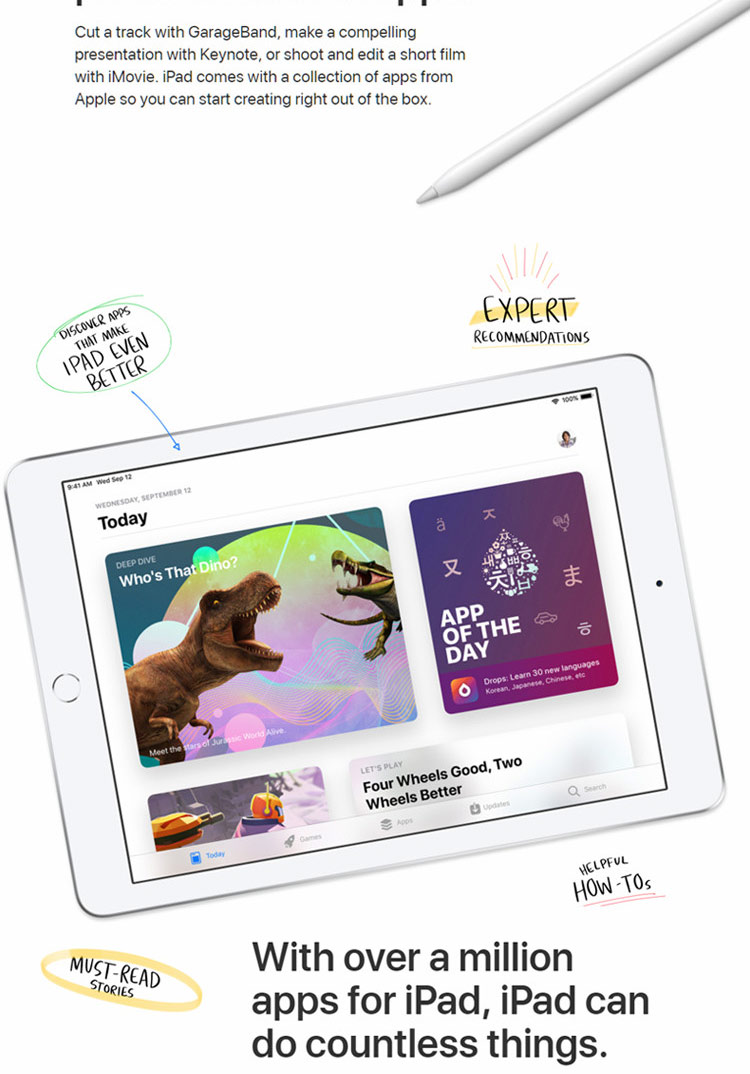 Cut a track with GarageBand, make a compelling
presentation with Keynote, or shoot and edit a short film
with iMovie. iPad comes with a collection of apps from
Apple so you can start creating right out of the box.
EXPERT
RECOMMENDATIONS
DISCOVER APPS
THAT MAKE
IPAD EVEN
BETTER
9:41 AM Wed Sep 12
100%
WEDNESDAY, SEPTEMBER 12
Today
DEEP DIVE
Who's That Dino?
Meet the stars of Jurassic World Alive.
ä
ス
又
치
ま
ㅎ
APP
OF THE
DAY
Drops: Learn 30 new languages
Korean, Japanese, Chinese, etc
LET'S PLAY
Four Wheels Good, Two
Wheels Better
Today
Games
Apps
Updates
Search
HELPFUL
HOW-TOs
MUST-READ
STORIES
With over a million
apps for iPad, iPad can
do countless things.